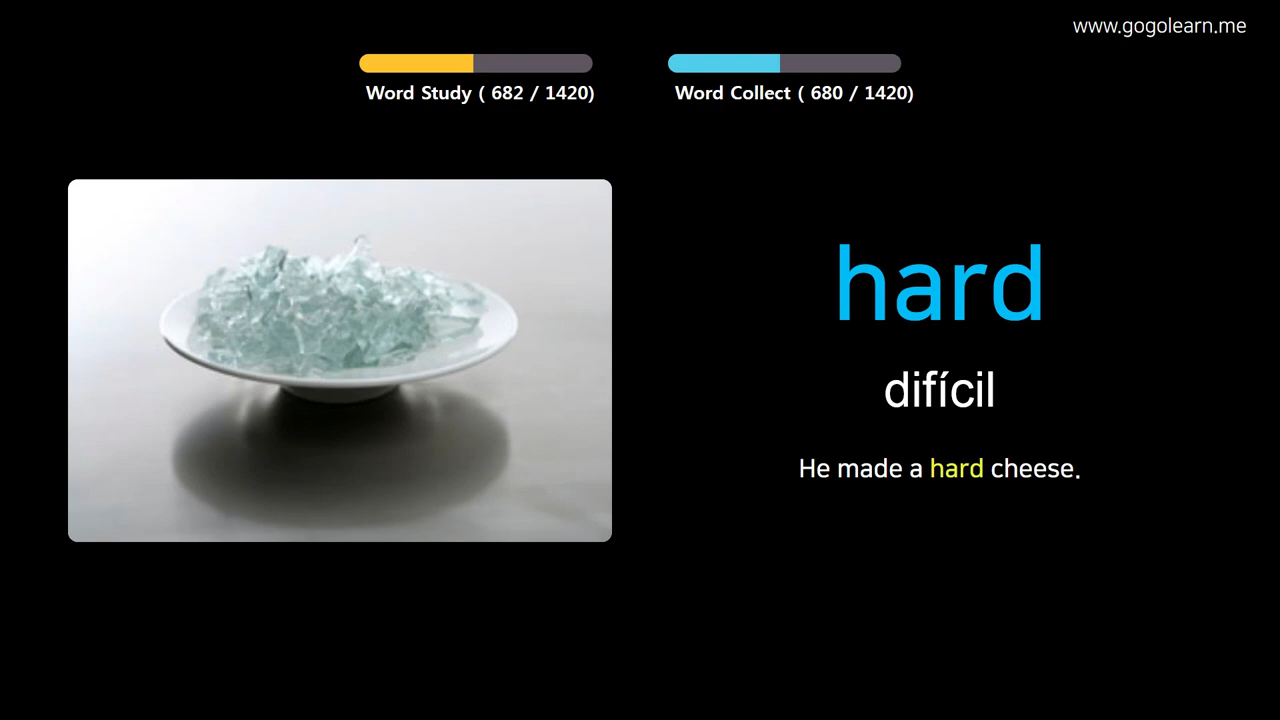 www.gogolearn.me
Word Study ( 682 / 1420)
Word Collect ( 680 / 1420)
hard
difícil
He made a hard cheese.